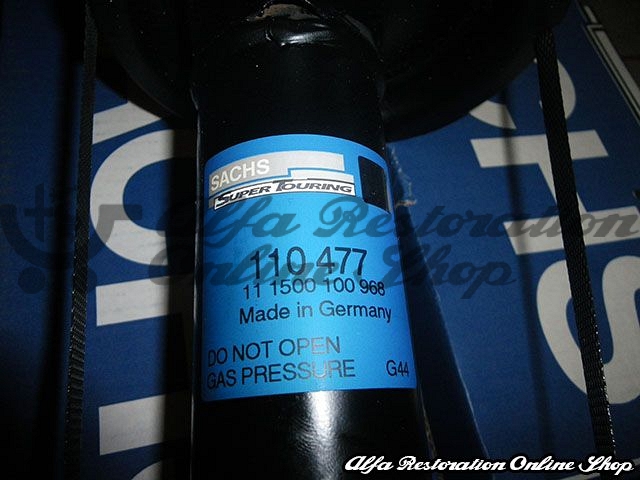 SACHS
SUPER TOURING
110 477
11 1500 100 968
Made in Germany
DO NOT OPEN
GAS PRESSURE G44
Alfa Restoration
Online Shop
Alfa Restoration Online Shop